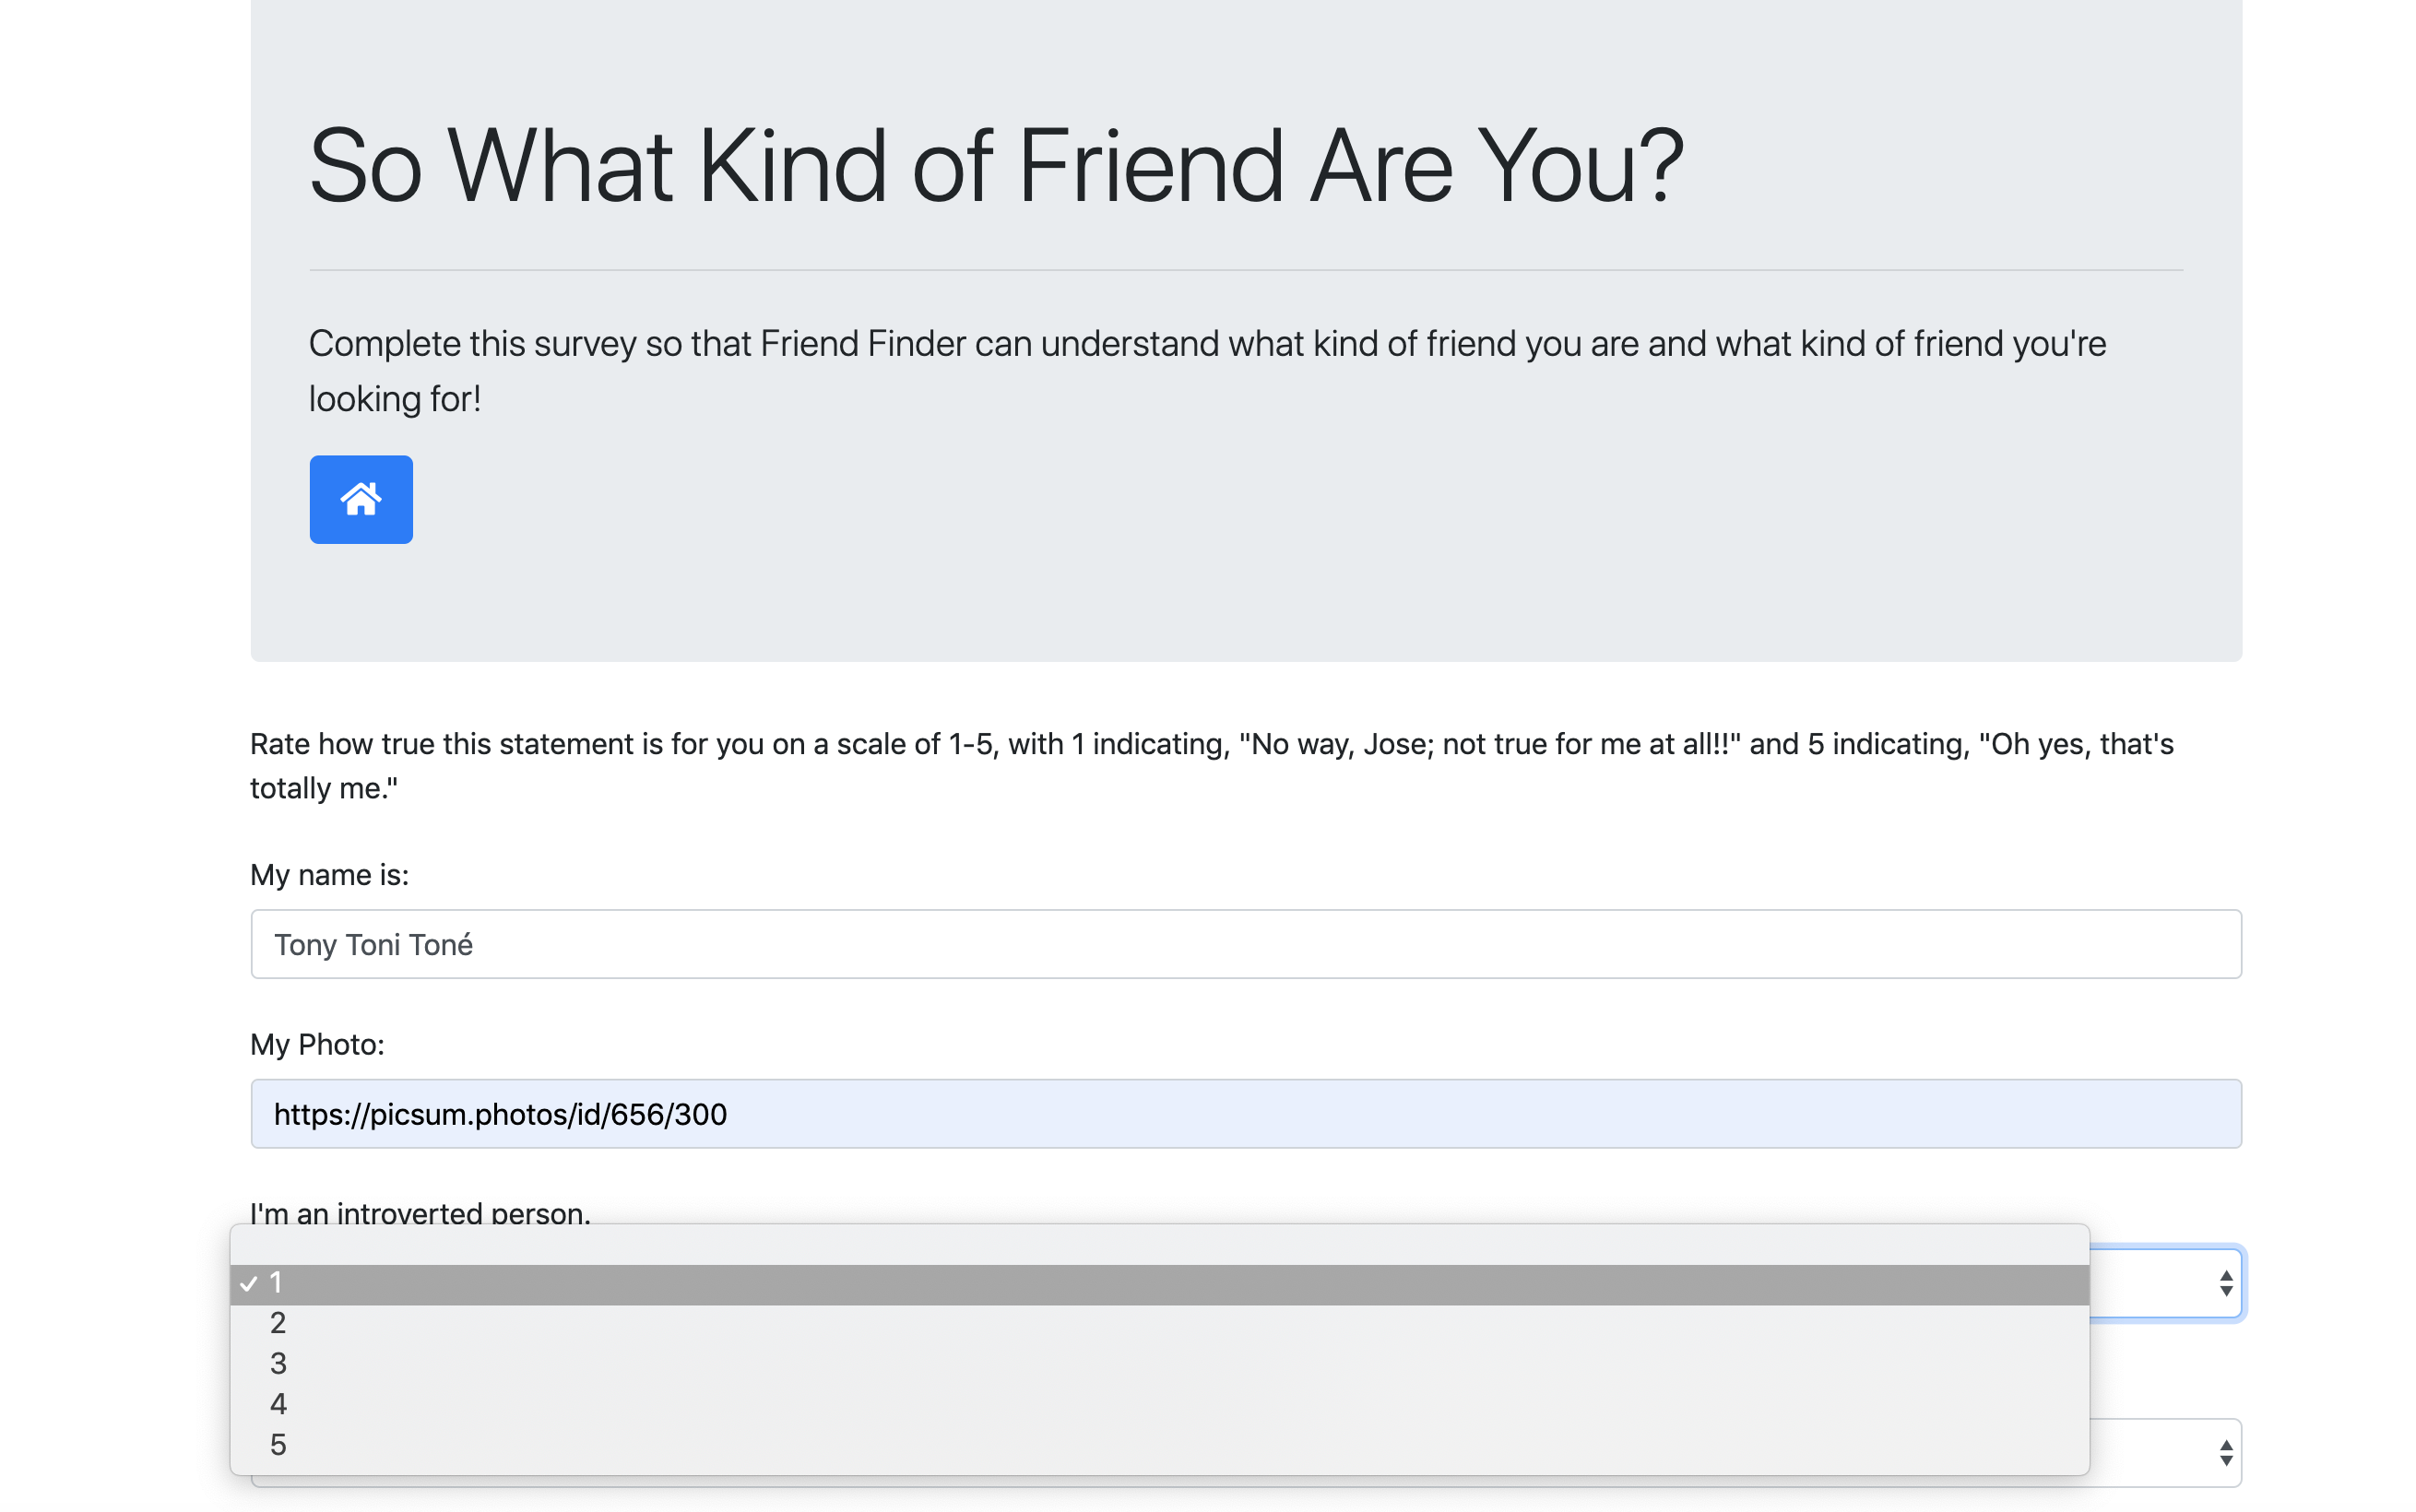 So What Kind of Friend Are You?
Complete this survey so that Friend Finder can understand what kind of friend you are and what kind of friend you're
looking for!
Rate how true this statement is for you on a scale of 1-5, with 1 indicating, "No way, Jose; not true for me at all!!" and 5 indicating, "Oh yes, that's
totally me."
My name is:
Tony Toni Toné
My Photo:
https://picsum.photos/id/656/300
I'm an introverted person.
✓ 1
2
3
4
5